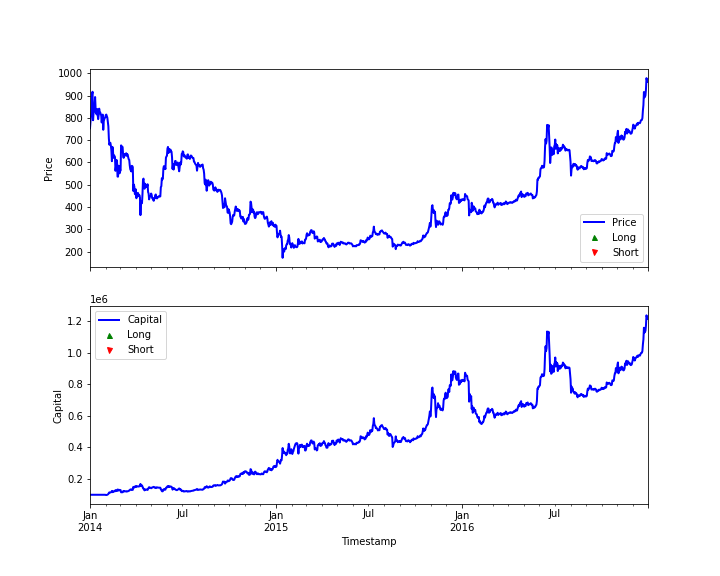 1000
900
800
700
600
500
400
300
200
Price
Price
Long
Short
1e6
1.2
1.0
0.8
0.6
0.4
0.2
Capital
Capital
Long
Short
Jan
2014
Jul
Jan
2015
Jul
Jan
2016
Jul
Timestamp